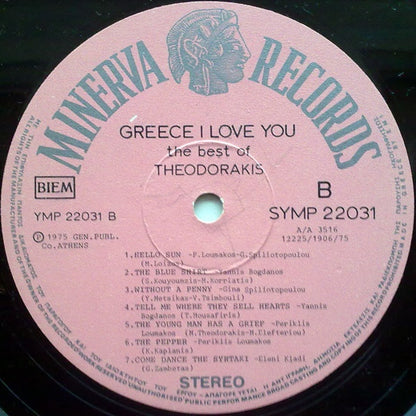 MINERVA RECORDS
GREECE I LOVE YOU
the best of
THEODORAKIS
BIEM
B
YMP 22031 B
SYMP 22031
Ⓟ 1975 GEN.PUBL.
Co.ATHENS
A/A 3516
12225/1906/75
1.HELLO SUN -P.Loumakos-G.Spiliotopoulou
(M.Loizos)
2.THE BLUE SHIRT -Yannis Bogdanos
(S.Kouyoumzis-M.Korfiatis)
3.WITHOUT A PENNY -Gina Spiliotopoulou
(Y.Metsikas-V.Tsimbouli)
4.TELL ME WHERE THEY SELL HEARTS -Yannis
Bogdanos (T.Mousafiris)
5.THE YOUNG MAN HAS A GRIEF -Periklis
Loumakos (M.Theodorakis-M.Elefteriou)
6.THE PEPPER -Periklis Loumakos
(K.Kaplanis)
7.COME DANCE THE SYRTAKI -Eleni Kladi
(G.Zambetas)
STEREO